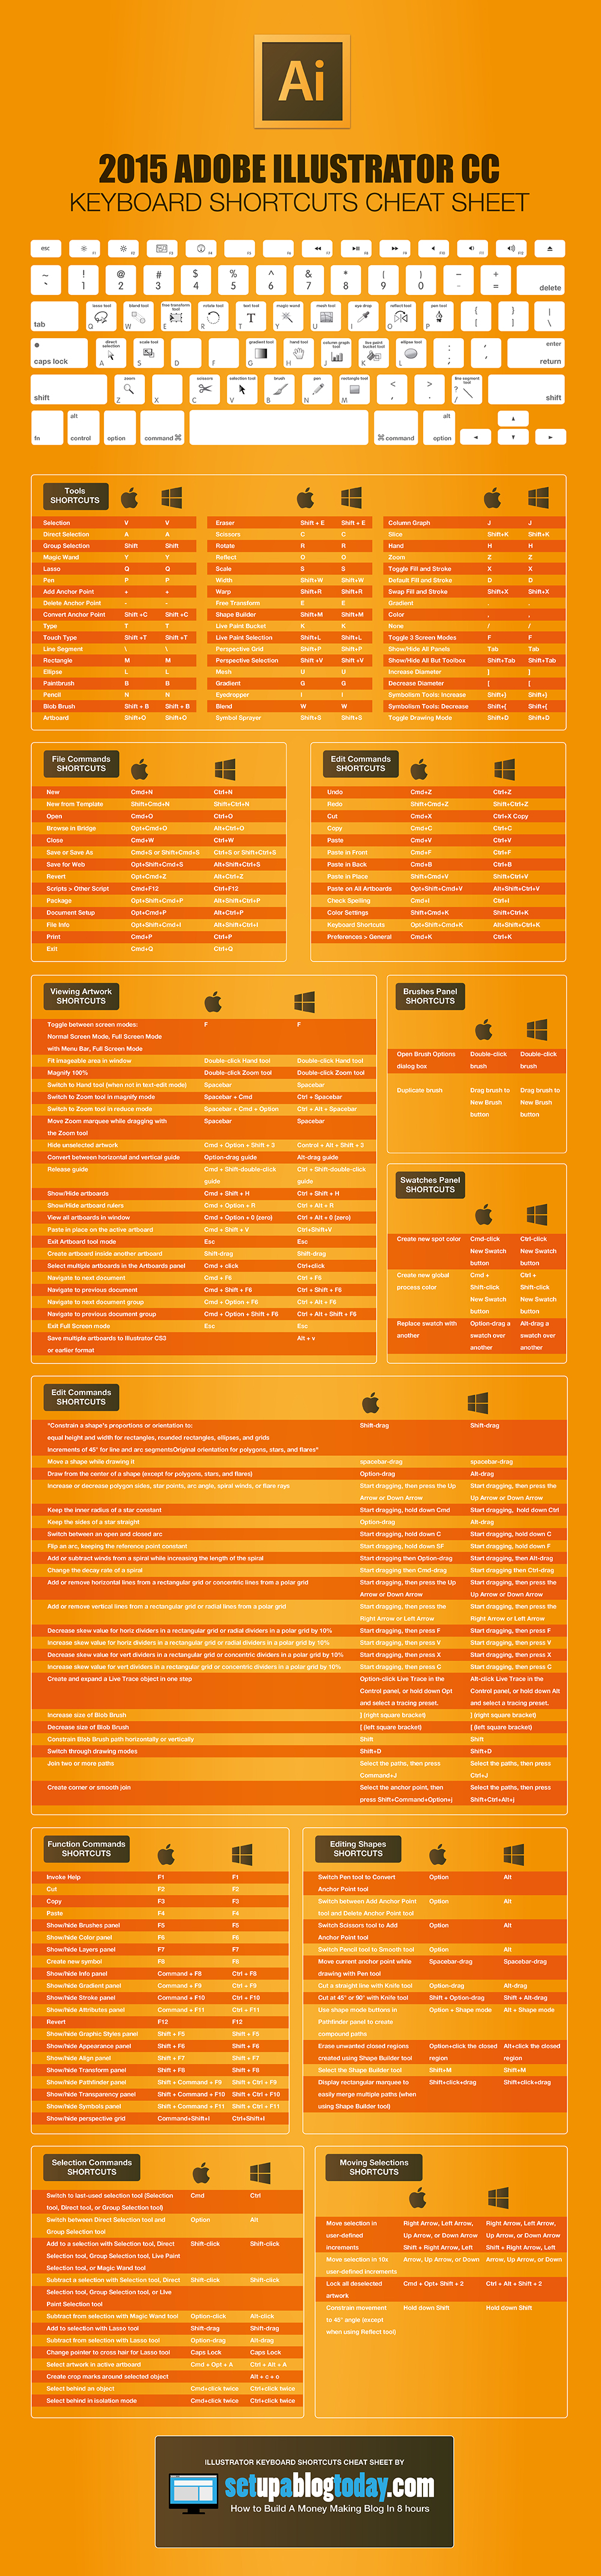 Ai
2015 ADOBE ILLUSTRATOR CC
KEYBOARD SHORTCUTS CHEAT SHEET
esc F1 F2 F3 F4 F5 F6 F7 F8 F9 F10 F11 F12
~ ` ! 1 @ 2 # 3 $ 4 % 5 ^ 6 & 7 * 8 ( 9 ) 0 – - + = delete
lasso tool blend tool free transform tool rotate tool text tool magic wand mesh tool eye drop reflect tool pen tool
tab Q W E R T Y U I O P { [ } ] | \
direct selection scale tool gradient tool hand tool column graph tool live paint bucket tool ellipse tool enter
caps lock A S D F G H J K L : ; return
zoom scissors selection tool brush pen rectangle tool line segment tool
shift Z X C V B N M < , > . ? / shift
alt alt
fn control option command ⌘ ⌘ command option
Tools
SHORTCUTS
Selection V V Eraser Shift + E Shift + E Column Graph J J
Direct Selection A A Scissors C C Slice Shift+K Shift+K
Group Selection Shift Shift Rotate R R Hand H H
Magic Wand Y Y Reflect O O Zoom Z Z
Lasso Q Q Scale S S Toggle Fill and Stroke X X
Pen P P Width Shift+W Shift+W Default Fill and Stroke D D
Add Anchor Point + + Warp Shift+R Shift+R Swap Fill and Stroke Shift+X Shift+X
Delete Anchor Point - - Free Transform E E Gradient . .
Convert Anchor Point Shift +C Shift +C Shape Builder Shift+M Shift+M Color , ,
Type T T Live Paint Bucket K K None / /
Touch Type Shift +T Shift +T Live Paint Selection Shift+L Shift+L Toggle 3 Screen Modes F F
Line Segment \ \ Perspective Grid Shift+P Shift+P Show/Hide All Panels Tab Tab
Rectangle M M Perspective Selection Shift +V Shift +V Show/Hide All But Toolbox Shift+Tab Shift+Tab
Ellipse L L Mesh U U Increase Diameter ] ]
Paintbrush B B Gradient G G Decrease Diameter [ [
Pencil N N Eyedropper I I Symbolism Tools: Increase Shift+} Shift+}
Blob Brush Shift + B Shift + B Blend W W Symbolism Tools: Decrease Shift+{ Shift+{
Artboard Shift+O Shift+O Symbol Sprayer Shift+S Shift+S Toggle Drawing Mode Shift+D Shift+D
File Commands
SHORTCUTS
New Cmd+N Ctrl+N
New from Template Shift+Cmd+N Shift+Ctrl+N
Open Cmd+O Ctrl+O
Browse in Bridge Opt+Cmd+O Alt+Ctrl+O
Close Cmd+W Ctrl+W
Save or Save As Cmd+S or Shift+Cmd+S Ctrl+S or Shift+Ctrl+S
Save for Web Opt+Shift+Cmd+S Alt+Shift+Ctrl+S
Revert Opt+Cmd+Z Alt+Ctrl+Z
Scripts > Other Script Cmd+F12 Ctrl+F12
Package Opt+Shift+Cmd+P Alt+Shift+Ctrl+P
Document Setup Opt+Cmd+P Alt+Ctrl+P
File Info Opt+Shift+Cmd+I Alt+Shift+Ctrl+I
Print Cmd+P Ctrl+P
Exit Cmd+Q Ctrl+Q
Edit Commands
SHORTCUTS
Undo Cmd+Z Ctrl+Z
Redo Shift+Cmd+Z Shift+Ctrl+Z
Cut Cmd+X Ctrl+X Copy
Copy Cmd+C Ctrl+C
Paste Cmd+V Ctrl+V
Paste in Front Cmd+F Ctrl+F
Paste in Back Cmd+B Ctrl+B
Paste in Place Shift+Cmd+V Shift+Ctrl+V
Paste on All Artboards Opt+Shift+Cmd+V Alt+Shift+Ctrl+V
Check Spelling Cmd+I Ctrl+I
Color Settings Shift+Cmd+K Shift+Ctrl+K
Keyboard Shortcuts Opt+Shift+Cmd+K Alt+Shift+Ctrl+K
Preferences > General Cmd+K Ctrl+K
Viewing Artwork
SHORTCUTS
Toggle between screen modes: F F
Normal Screen Mode, Full Screen Mode
with Menu Bar, Full Screen Mode
Fit imageable area in window Double-click Hand tool Double-click Hand tool
Magnify 100% Double-click Zoom tool Double-click Zoom tool
Switch to Hand tool (when not in text-edit mode) Spacebar Spacebar
Switch to Zoom tool in magnify mode Spacebar + Cmd Ctrl + Spacebar
Switch to Zoom tool in reduce mode Spacebar + Cmd + Option Ctrl + Alt + Spacebar
Move Zoom marquee while dragging with Spacebar Spacebar
the Zoom tool
Hide unselected artwork Cmd + Option + Shift + 3 Control + Alt + Shift + 3
Convert between horizontal and vertical guide Option-drag guide Alt-drag guide
Release guide Cmd + Shift-double-click Ctrl + Shift-double-click
guide guide
Show/Hide artboards Cmd + Shift + H Ctrl + Shift + H
Show/Hide artboard rulers Cmd + Option + R Ctrl + Alt + R
View all artboards in window Cmd + Option + 0 (zero) Ctrl + Alt + 0 (zero)
Paste in place on the active artboard Cmd + Shift + V Ctrl+Shift+V
Exit Artboard tool mode Esc Esc
Create artboard inside another artboard Shift-drag Shift-drag
Select multiple artboards in the Artboards panel Cmd + click Ctrl+click
Navigate to next document Cmd + F6 Ctrl + F6
Navigate to previous document Cmd + Shift + F6 Ctrl + Shift + F6
Navigate to next document group Cmd + Option + F6 Ctrl + Alt + F6
Navigate to previous document group Cmd + Option + Shift + F6 Ctrl + Alt + Shift + F6
Exit Full Screen mode Esc Esc
Save multiple artboards to Illustrator CS3 Alt + v
or earlier format
Brushes Panel
SHORTCUTS
Open Brush Options Double-click Double-click
dialog box brush brush
Duplicate brush Drag brush to Drag brush to
New Brush New Brush
button button
Swatches Panel
SHORTCUTS
Create new spot color Cmd-click Ctrl-click
New Swatch New Swatch
button button
Create new global Cmd + Ctrl +
process color Shift-click Shift-click
New Swatch New Swatch
button button
Replace swatch with Option-drag a Alt-drag a
another swatch over swatch over
another another
Edit Commands
SHORTCUTS
"Constrain a shape's proportions or orientation to: Shift-drag Shift-drag
equal height and width for rectangles, rounded rectangles, ellipses, and grids
Increments of 45° for line and arc segmentsOriginal orientation for polygons, stars, and flares"
Move a shape while drawing it spacebar-drag spacebar-drag
Draw from the center of a shape (except for polygons, stars, and flares) Option-drag Alt-drag
Increase or decrease polygon sides, star points, arc angle, spiral winds, or flare rays Start dragging, then press the Up Start dragging, then press the
Arrow or Down Arrow Up Arrow or Down Arrow
Keep the inner radius of a star constant Start dragging, hold down Cmd Start dragging, hold down Ctrl
Keep the sides of a star straight Option-drag Alt-drag
Switch between an open and closed arc Start dragging, hold down C Start dragging, hold down C
Flip an arc, keeping the reference point constant Start dragging, hold down SF Start dragging, hold down F
Add or subtract winds from a spiral while increasing the length of the spiral Start dragging then Option-drag Start dragging, then Alt-drag
Change the decay rate of a spiral Start dragging then Cmd-drag Start dragging then Ctrl-drag
Add or remove horizontal lines from a rectangular grid or concentric lines from a polar grid Start dragging, then press the Up Start dragging, then press the
Arrow or Down Arrow Up Arrow or Down Arrow
Add or remove vertical lines from a rectangular grid or radial lines from a polar grid Start dragging, then press the Start dragging, then press the
Right Arrow or Left Arrow Right Arrow or Left Arrow
Decrease skew value for horiz dividers in a rectangular grid or radial dividers in a polar grid by 10% Start dragging, then press F Start dragging, then press F
Increase skew value for horiz dividers in a rectangular grid or radial dividers in a polar grid by 10% Start dragging, then press V Start dragging, then press V
Decrease skew value for vert dividers in a rectangular grid or concentric dividers in a polar grid by 10% Start dragging, then press X Start dragging, then press X
Increase skew value for vert dividers in a rectangular grid or concentric dividers in a polar grid by 10% Start dragging, then press C Start dragging, then press C
Create and expand a Live Trace object in one step Option-click Live Trace in the Alt-click Live Trace in the
Control panel, or hold down Opt Control panel, or hold down Alt
and select a tracing preset. and select a tracing preset.
Increase size of Blob Brush ] (right square bracket) ] (right square bracket)
Decrease size of Blob Brush [ (left square bracket) [ (left square bracket)
Constrain Blob Brush path horizontally or vertically Shift Shift
Switch through drawing modes Shift+D Shift+D
Join two or more paths Select the paths, then press Select the paths, then press
Command+J Ctrl+J
Create corner or smooth join Select the anchor point, then Select the paths, then press
press Shift+Command+Option+j Shift+Ctrl+Alt+j
Function Commands
SHORTCUTS
Invoke Help F1 F1
Cut F2 F2
Copy F3 F3
Paste F4 F4
Show/hide Brushes panel F5 F5
Show/hide Color panel F6 F6
Show/hide Layers panel F7 F7
Create new symbol F8 F8
Show/hide Info panel Command + F8 Ctrl + F8
Show/hide Gradient panel Command + F9 Ctrl + F9
Show/hide Stroke panel Command + F10 Ctrl + F10
Show/hide Attributes panel Command + F11 Ctrl + F11
Revert F12 F12
Show/hide Graphic Styles panel Shift + F5 Shift + F5
Show/hide Appearance panel Shift + F6 Shift + F6
Show/hide Align panel Shift + F7 Shift + F7
Show/hide Transform panel Shift + F8 Shift + F8
Show/hide Pathfinder panel Shift + Command + F9 Shift + Ctrl + F9
Show/hide Transparency panel Shift + Command + F10 Shift + Ctrl + F10
Show/hide Symbols panel Shift + Command + F11 Shift + Ctrl + F11
Show/hide perspective grid Command+Shift+I Ctrl+Shift+I
Editing Shapes
SHORTCUTS
Switch Pen tool to Convert Option Alt
Anchor Point tool
Switch between Add Anchor Point Option Alt
tool and Delete Anchor Point tool
Switch Scissors tool to Add Option Alt
Anchor Point tool
Switch Pencil tool to Smooth tool Option Alt
Move current anchor point while Spacebar-drag Spacebar-drag
drawing with Pen tool
Cut a straight line with Knife tool Option-drag Alt-drag
Cut at 45° or 90° with Knife tool Shift + Option-drag Shift + Alt-drag
Use shape mode buttons in Option + Shape mode Alt + Shape mode
Pathfinder panel to create
compound paths
Erase unwanted closed regions Option+click the closed Alt+click the closed
created using Shape Builder tool region region
Select the Shape Builder tool Shift+M Shift+M
Display rectangular marquee to Shift+click+drag Shift+click+drag
easily merge multiple paths (when
using Shape Builder tool)
Selection Commands
SHORTCUTS
Switch to last-used selection tool (Selection Cmd Ctrl
tool, Direct tool, or Group Selection tool)
Switch between Direct Selection tool and Option Alt
Group Selection tool
Add to a selection with Selection tool, Direct Shift-click Shift-click
Selection tool, Group Selection tool, Live Paint
Selection tool, or Magic Wand tool
Subtract a selection with Selection tool, Direct Shift-click Shift-click
Selection tool, Group Selection tool, or Live
Paint Selection tool
Subtract from selection with Magic Wand tool Option-click Alt-click
Add to selection with Lasso tool Shift-drag Shift-drag
Subtract from selection with Lasso tool Option-drag Alt-drag
Change pointer to cross hair for Lasso tool Caps Lock Caps Lock
Select artwork in active artboard Cmd + Opt + A Ctrl + Alt + A
Create crop marks around selected object Alt + c + o
Select behind an object Cmd+click twice Ctrl+click twice
Select behind in isolation mode Cmd+click twice Ctrl+click twice
Moving Selections
SHORTCUTS
Move selection in Right Arrow, Left Arrow, Right Arrow, Left Arrow,
user-defined Up Arrow, or Down Arrow Up Arrow, or Down Arrow
increments Shift + Right Arrow, Left Shift + Right Arrow, Left
Move selection in 10x Arrow, Up Arrow, or Down Arrow, Up Arrow, or Down
user-defined increments
Lock all deselected Cmd + Opt+ Shift + 2 Ctrl + Alt + Shift + 2
artwork
Constrain movement Hold down Shift Hold down Shift
to 45° angle (except
when using Reflect tool)
ILLUSTRATOR KEYBOARD SHORTCUTS CHEAT SHEET BY
setupablogtoday.com
How to Build A Money Making Blog In 8 hours